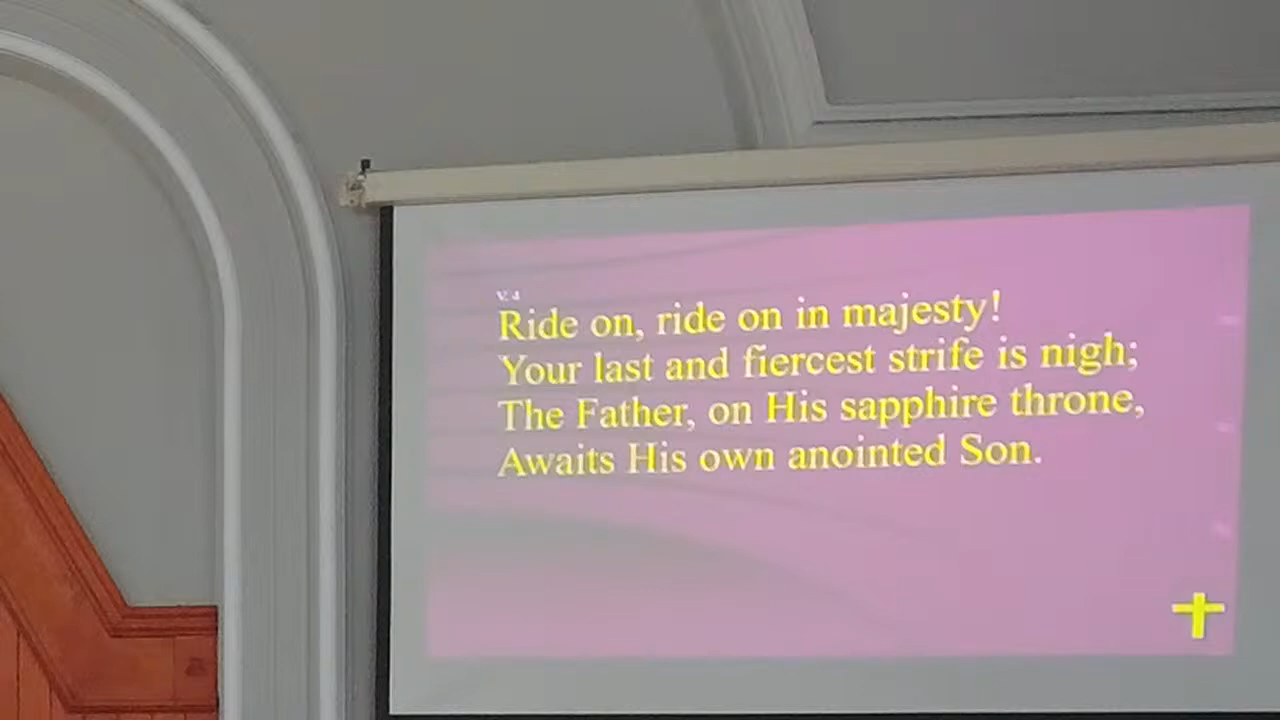 v. 4
Ride on, ride on in majesty!
Your last and fiercest strife is nigh;
The Father, on His sapphire throne,
Awaits His own anointed Son.